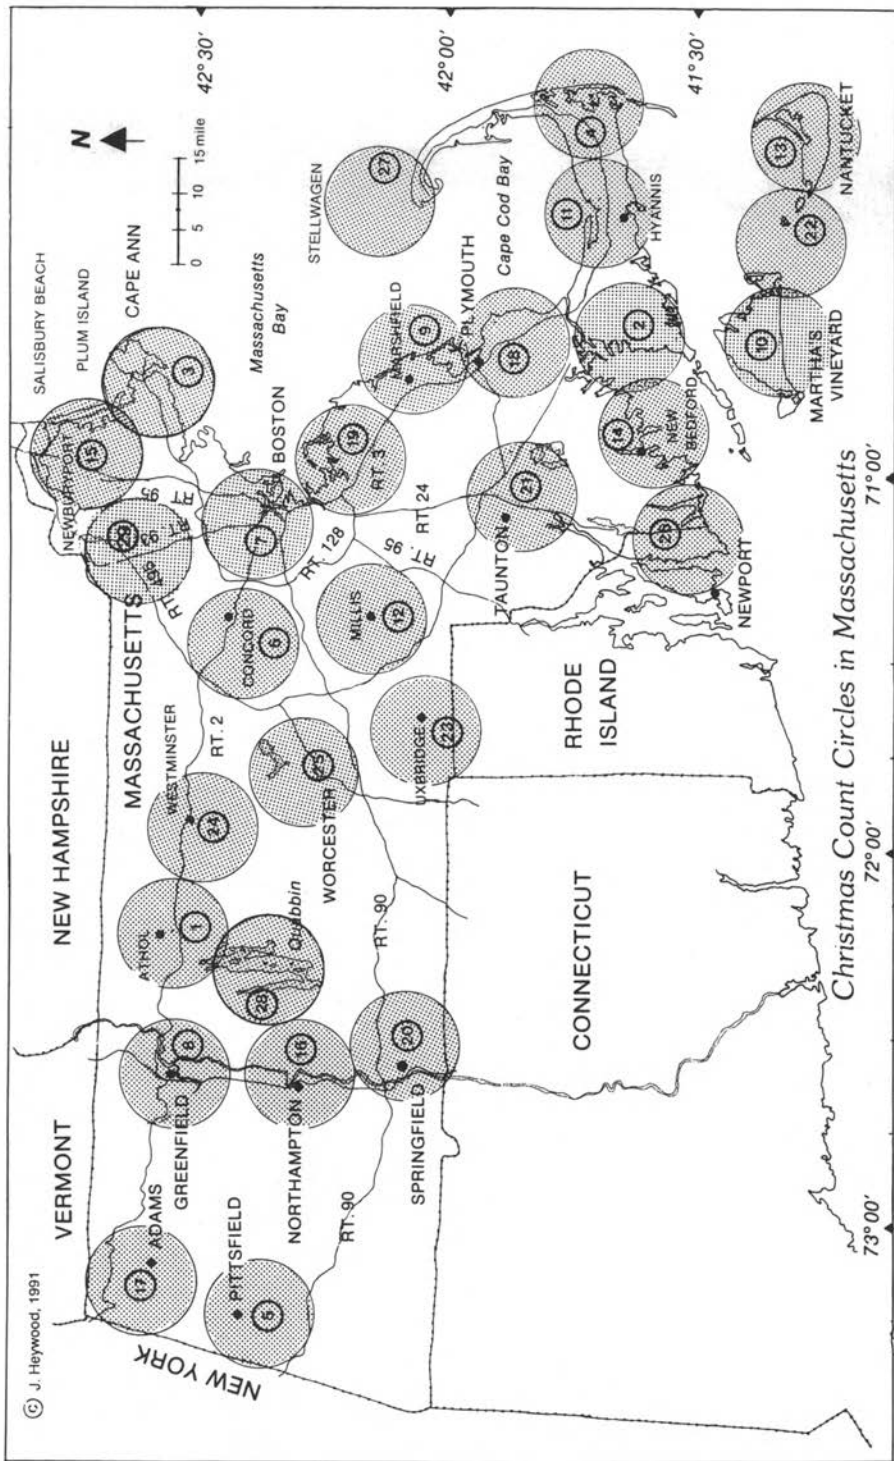 © J. Heywood, 1991
VERMONT
NEW HAMPSHIRE
NEW YORK
MASSACHUSETTS
SALISBURY BEACH
PLUM ISLAND
CAPE ANN
N
0 5 10 15 mile
42° 30'
NEWBURYPORT
15
3
29
RT 95
RT. 93
RT. 495
17
ADAMS
GREENFIELD
8
ATHOL
1
WESTMINSTER
24
RT. 2
CONCORD
6
7
BOSTON
Massachusetts
Bay
STELLWAGEN
27
PITTSFIELD
5
NORTHAMPTON
16
28
Quabbin
25
WORCESTER
RT. 128
19
RT. 3
MARSHFIELD
9
RT. 90
RT. 90
MILLIS
12
RT. 95
RT. 24
PLYMOUTH
18
Cape Cod Bay
42° 00'
SPRINGFIELD
20
UXBRIDGE
23
TAUNTON
21
11
4
HYANNIS
CONNECTICUT
RHODE
ISLAND
26
NEWPORT
14
NEW
BEDFORD
2
41° 30'
10
MARTHA'S
VINEYARD
22
13
NANTUCKET
Christmas Count Circles in Massachusetts
73° 00'
72° 00'
71° 00'